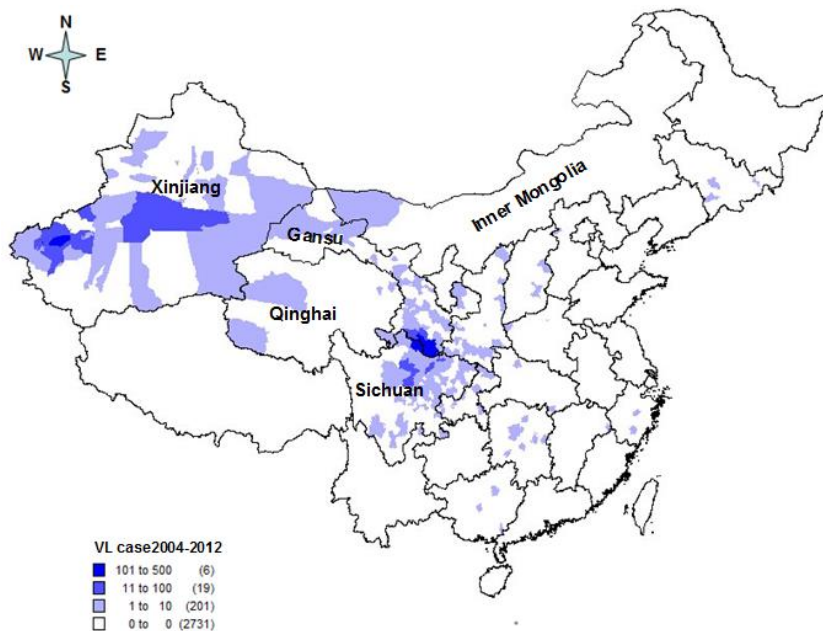 N
W E
S
Xinjiang
Inner Mongolia
Gansu
Qinghai
Sichuan
VL case2004-2012
101 to 500 (6)
11 to 100 (19)
1 to 10 (201)
0 to 0 (2731)